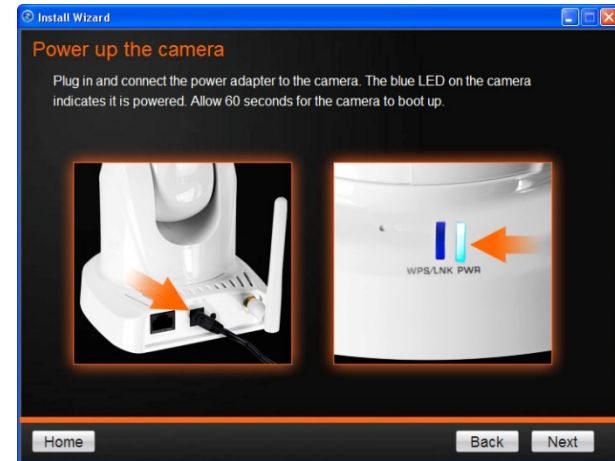 Install Wizard
Power up the camera
Plug in and connect the power adapter to the camera. The blue LED on the camera
indicates it is powered. Allow 60 seconds for the camera to boot up.
WPS/LNK PWR
Home
Back
Next